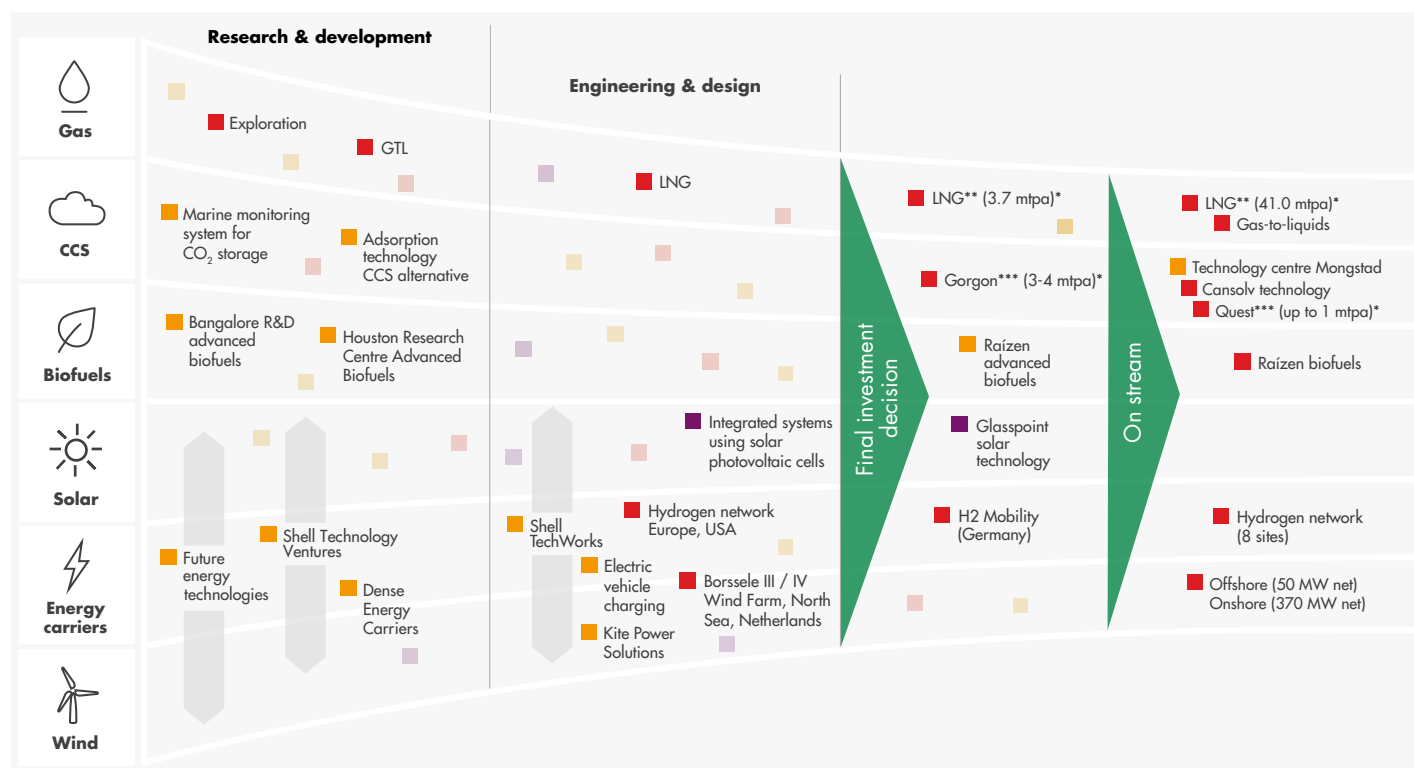 Research & development
Engineering & design
Gas
CCS
Biofuels
Solar
Energy
carriers
Wind
Exploration
GTL
Marine monitoring
system for
CO2 storage
Adsorption
technology
CCS alternative
Bangalore R&D
advanced
biofuels
Houston Research
Centre Advanced
Biofuels
Shell Technology
Ventures
Future
energy
technologies
Dense
Energy
Carriers
LNG
Integrated systems
using solar
photovoltaic cells
Shell
TechWorks
Hydrogen network
Europe, USA
Electric
vehicle
charging
Borssele III / IV
Wind Farm, North
Sea, Netherlands
Kite Power
Solutions
Final investment
decision
LNG** (3.7 mtpa)*
Gorgon*** (3-4 mtpa)*
Raízen
advanced
biofuels
Glasspoint
solar
technology
H2 Mobility
(Germany)
On stream
LNG** (41.0 mtpa)*
Gas-to-liquids
Technology centre Mongstad
Cansolv technology
Quest*** (up to 1 mtpa)*
Raízen biofuels
Hydrogen network
(8 sites)
Offshore (50 MW net)
Onshore (370 MW net)